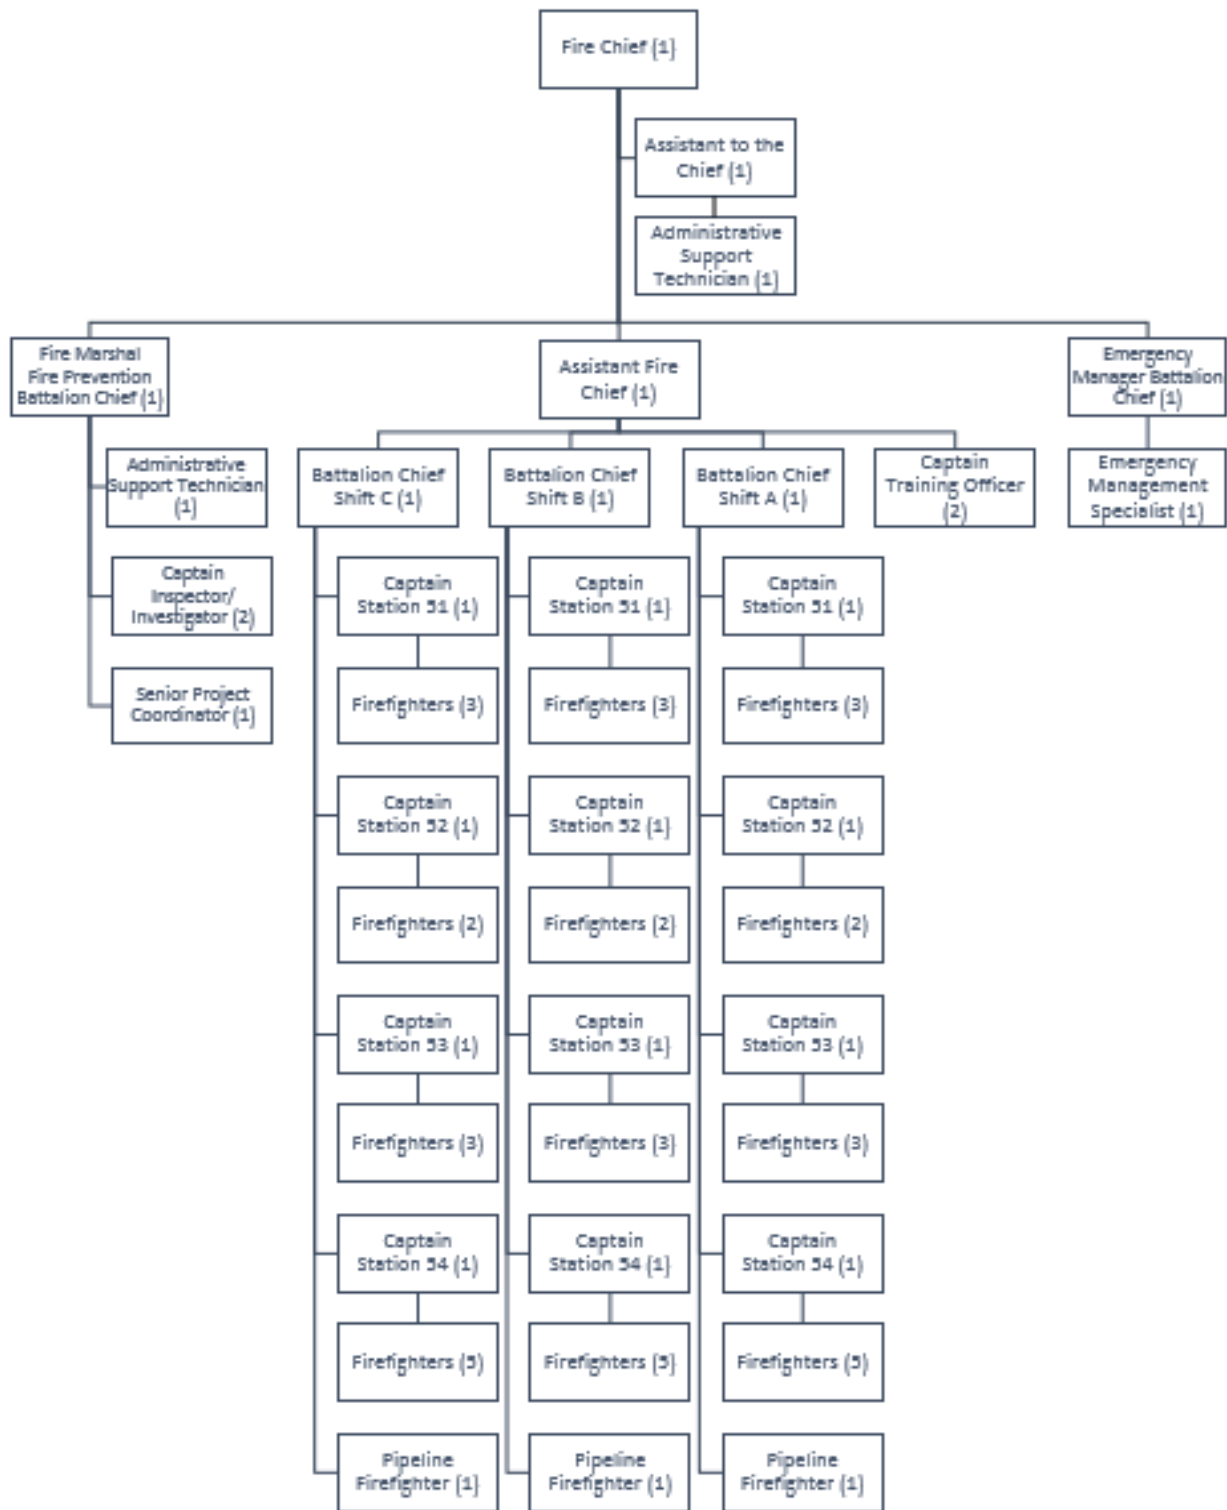 Fire Chief (1)
Assistant to the
Chief (1)
Administrative
Support
Technician (1)
Fire Marshal
Fire Prevention
Battalion Chief (1)
Assistant Fire
Chief (1)
Emergency
Manager Battalion
Chief (1)
Administrative
Support Technician
(1)
Battalion Chief
Shift C (1)
Battalion Chief
Shift B (1)
Battalion Chief
Shift A (1)
Captain
Training Officer
(2)
Emergency
Management
Specialist (1)
Captain
Inspector/
Investigator (2)
Captain
Station 51 (1)
Captain
Station 51 (1)
Captain
Station 51 (1)
Senior Project
Coordinator (1)
Firefighters (3)
Firefighters (3)
Firefighters (3)
Captain
Station 52 (1)
Captain
Station 52 (1)
Captain
Station 52 (1)
Firefighters (2)
Firefighters (2)
Firefighters (2)
Captain
Station 53 (1)
Captain
Station 53 (1)
Captain
Station 53 (1)
Firefighters (3)
Firefighters (3)
Firefighters (3)
Captain
Station 54 (1)
Captain
Station 54 (1)
Captain
Station 54 (1)
Firefighters (5)
Firefighters (5)
Firefighters (5)
Pipeline
Firefighter (1)
Pipeline
Firefighter (1)
Pipeline
Firefighter (1)